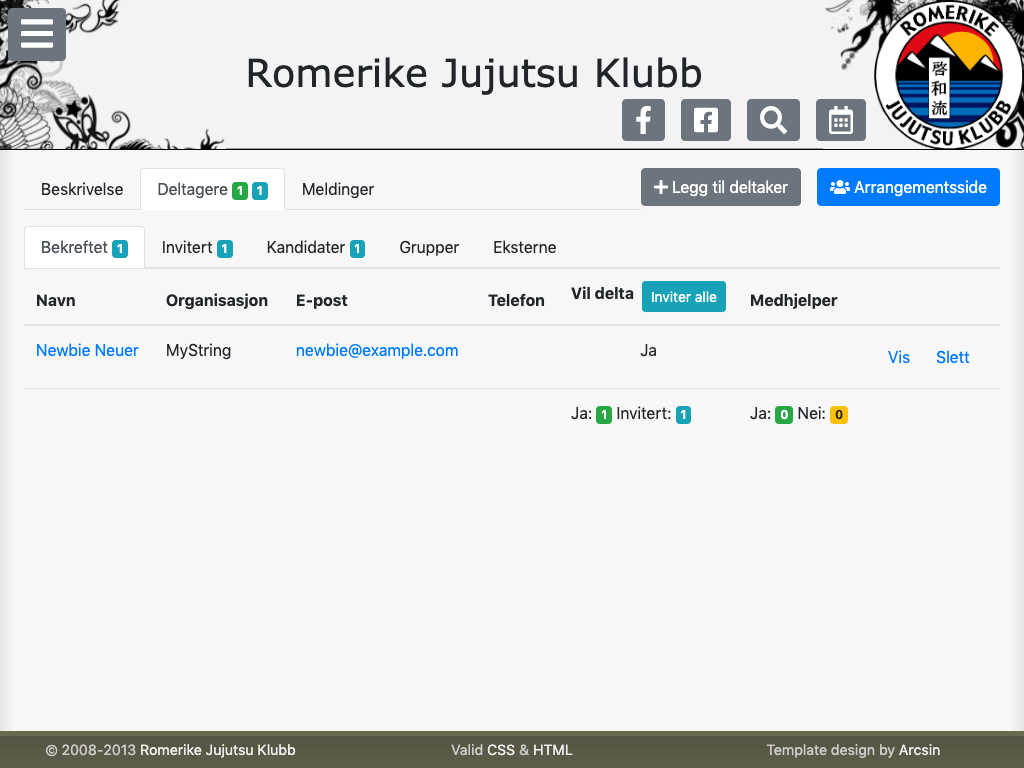 Romerike Jujutsu Klubb
ROMERIKE
啓和流
JUJUTSU KLUBB
Beskrivelse Deltagere 1 1 Meldinger Legg til deltaker Arrangementsside
Bekreftet 1 Invitert 1 Kandidater 1 Grupper Eksterne
Navn Organisasjon E-post Telefon Vil delta Inviter alle Medhjelper
Newbie Neuer MyString newbie@example.com Ja Vis Slett
Ja: 1 Invitert: 1 Ja: 0 Nei: 0
© 2008-2013 Romerike Jujutsu Klubb Valid CSS & HTML Template design by Arcsin